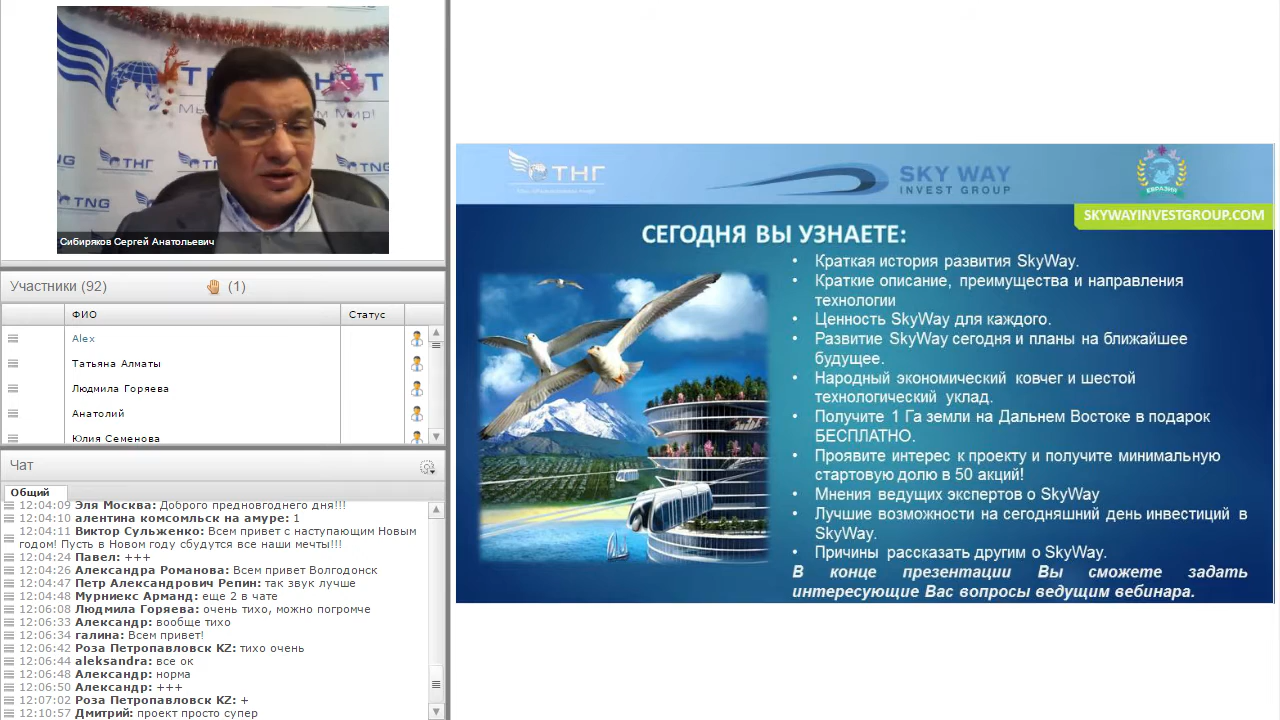 Мы
Мир!
ТНГ
TNG
TNG
Сибиряков Сергей Анатольевич
Участники (92)
(1)
ФИО
Статус
Alex
Татьяна Алматы
Людмила Горяева
Анатолий
Юлия Семенова
Чат
Общий
12:04:09 Эля Москва: Доброго предновгоднего дня!!!
12:04:10 алентина комсомльск на амуре: 1
12:04:11 Виктор Сульженко: Всем привет с наступающим Новым
годом! Пусть в Новом году сбудутся все наши мечты!!!
12:04:24 Павел: +++
12:04:26 Александра Романова: Всем привет Волгодонск
12:04:47 Петр Александрович Репин: так звук лучше
12:04:48 Мурниекс Арманд: еще 2 в чате
12:06:08 Людмила Горяева: очень тихо, можно погромче
12:06:33 Александр: вообще тихо
12:06:34 галина: Всем привет!
12:06:42 Роза Петропавловск KZ: тихо очень
12:06:44 aleksandra: все ок
12:06:48 Александр: норма
12:06:50 Александр: +++
12:07:02 Роза Петропавловск KZ: +
12:10:57 Дмитрий: проект просто супер
ТНГ
SKY WAY
INVEST GROUP
ЕВРАЗИЯ
SKYWAYINVESTGROUP.COM
СЕГОДНЯ ВЫ УЗНАЕТЕ:
• Краткая история развития SkyWay.
• Краткие описание, преимущества и направления
технологии
• Ценность SkyWay для каждого.
• Развитие SkyWay сегодня и планы на ближайшее
будущее.
• Народный экономический ковчег и шестой
технологический уклад.
• Получите 1 Га земли на Дальнем Востоке в подарок
БЕСПЛАТНО.
• Проявите интерес к проекту и получите минимальную
стартовую долю в 50 акций!
• Мнения ведущих экспертов о SkyWay
• Лучшие возможности на сегодняшний день инвестиций в
SkyWay.
• Причины рассказать другим о SkyWay.
В конце презентации Вы сможете задать
интересующие Вас вопросы ведущим вебинара.